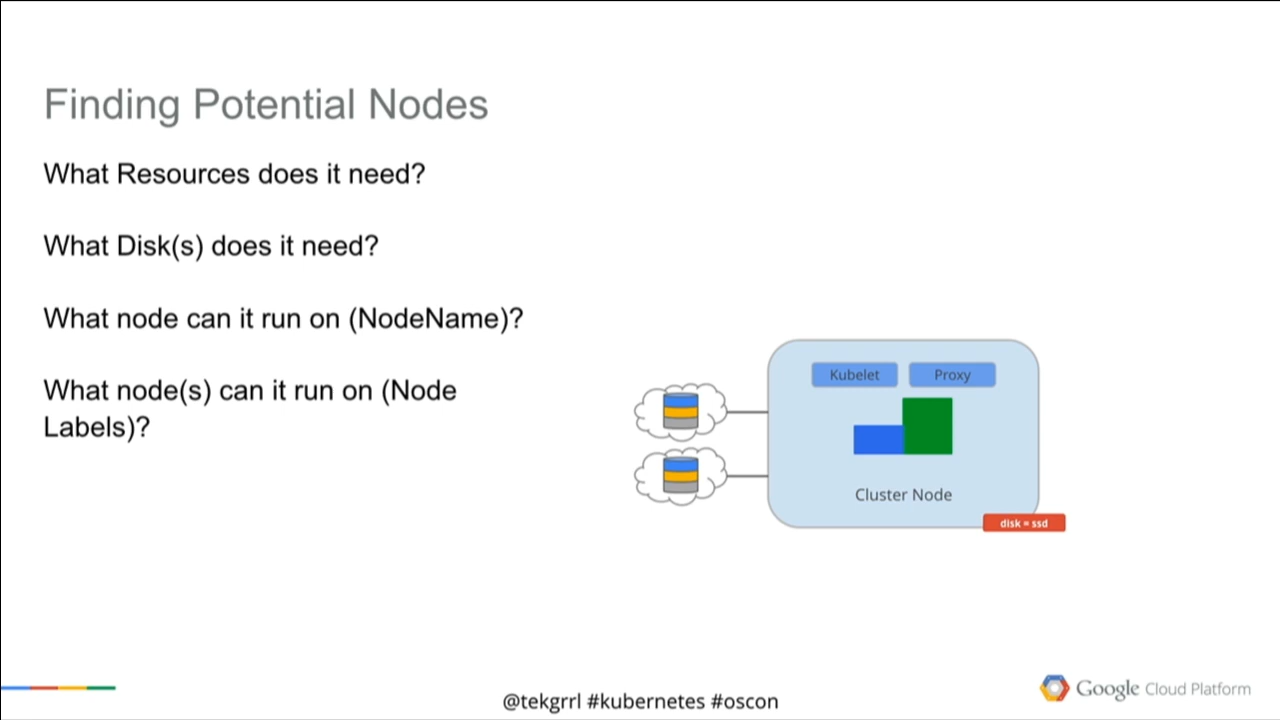 Finding Potential Nodes
What Resources does it need?
What Disk(s) does it need?
What node can it run on (NodeName)?
What node(s) can it run on (Node
Labels)?
Kubelet
Proxy
Cluster Node
disk = ssd
@tekgrrl #kubernetes #oscon
Google Cloud Platform